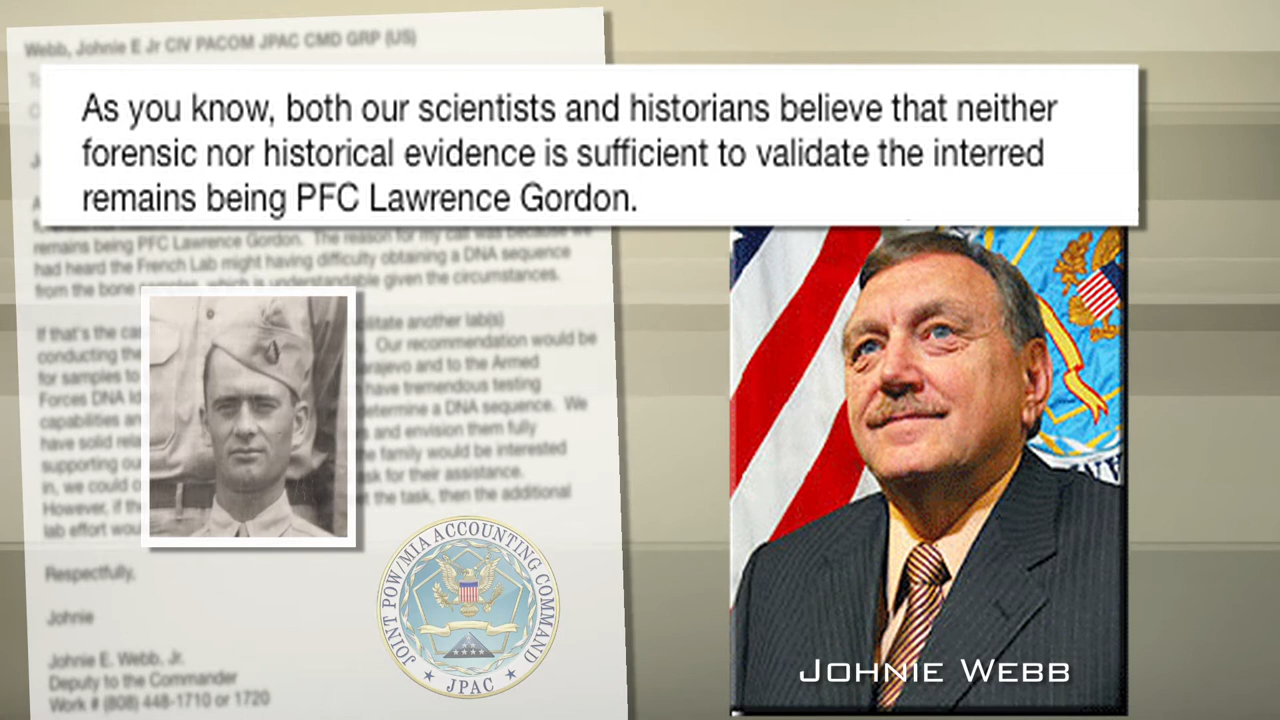 Webb, Johnie E Jr CIV PACOM JPAC CMD GRP (US)
As you know, both our scientists and historians believe that neither
forensic nor historical evidence is sufficient to validate the interred
remains being PFC Lawrence Gordon.
remains being PFC Lawrence Gordon. The reason for my call was because we
had heard the French Lab might having difficulty obtaining a DNA sequence
from the bone samples, which is understandable given the circumstances.
If that's the cas
ilitate another lab(s)
conducting the
Our recommendation would be
for samples to
arajevo and to the Armed
Forces DNA Id
have tremendous testing
capabilities an
determine a DNA sequence. We
have solid rela
s and envision them fully
supporting ou
he family would be interested
in, we could o
sk for their assistance.
However, if th
t the task, then the additional
lab effort wou
Respectfully,
Johnie
Johnie E. Webb, Jr.
Deputy to the Commander
Work # (808) 448-1710 or 1720
JOINT POW/MIA ACCOUNTING COMMAND
JPAC
JOHNIE WEBB